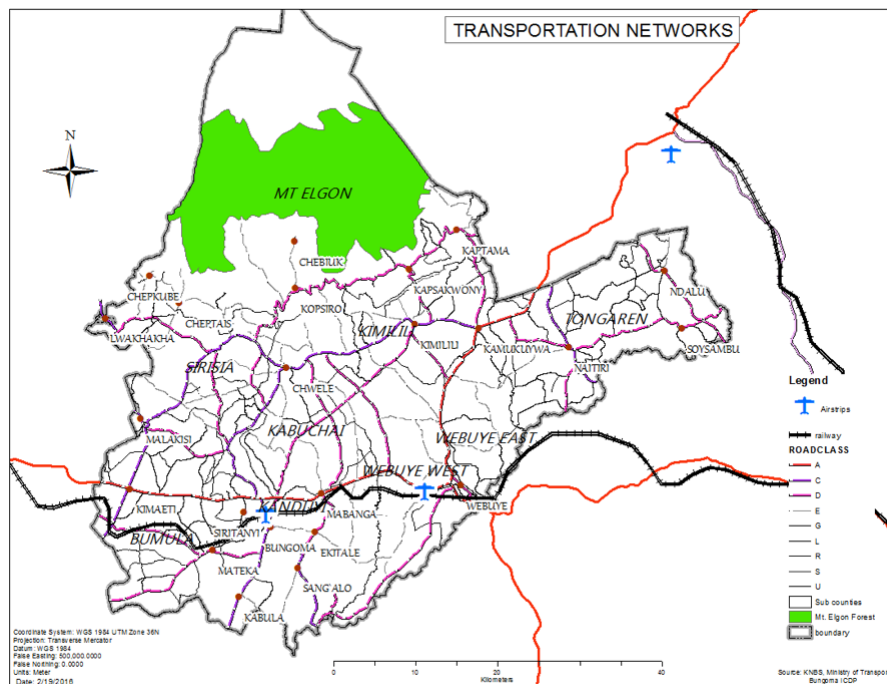 TRANSPORTATION NETWORKS
N
MT ELGON
KAPTAMA
CHEBIUK
KAPSAKWONY
NDALU
CHEPKUBE
KOPSIRO
TONGAREN
CHEPTAIS
LWAKHAKHA
KIMILILI
KIMILILI
KAMUKUYWA
SOYSAMBU
SIRISIA
NAITIRI
CHWELE
Legend
Airstrips
MALAKISI
KABUCHAI
WEBUYE EAST
railway
ROADCLASS
WEBUYE WEST
A
C
D
E
G
L
R
S
U
Sub counties
Mt. Elgon Forest
boundary
KIMAETI
KANDUYI
MABANGA
WEBUYE
SIRITANYI
BUMULA
BUNGOMA
EKITALE
MATEKA
SANG'ALO
KABULA
Coordinate System: WGS 1984 UTM Zone 36N
Projection: Transverse Mercator
Datum: WGS 1984
False Easting: 500,000.0000
False Northing: 0.0000
Units: Meter
Date: 2/19/2016
0 10 20 40
Kilometers
Source: KNBS, Ministry of Transport
Bungoma ICDP